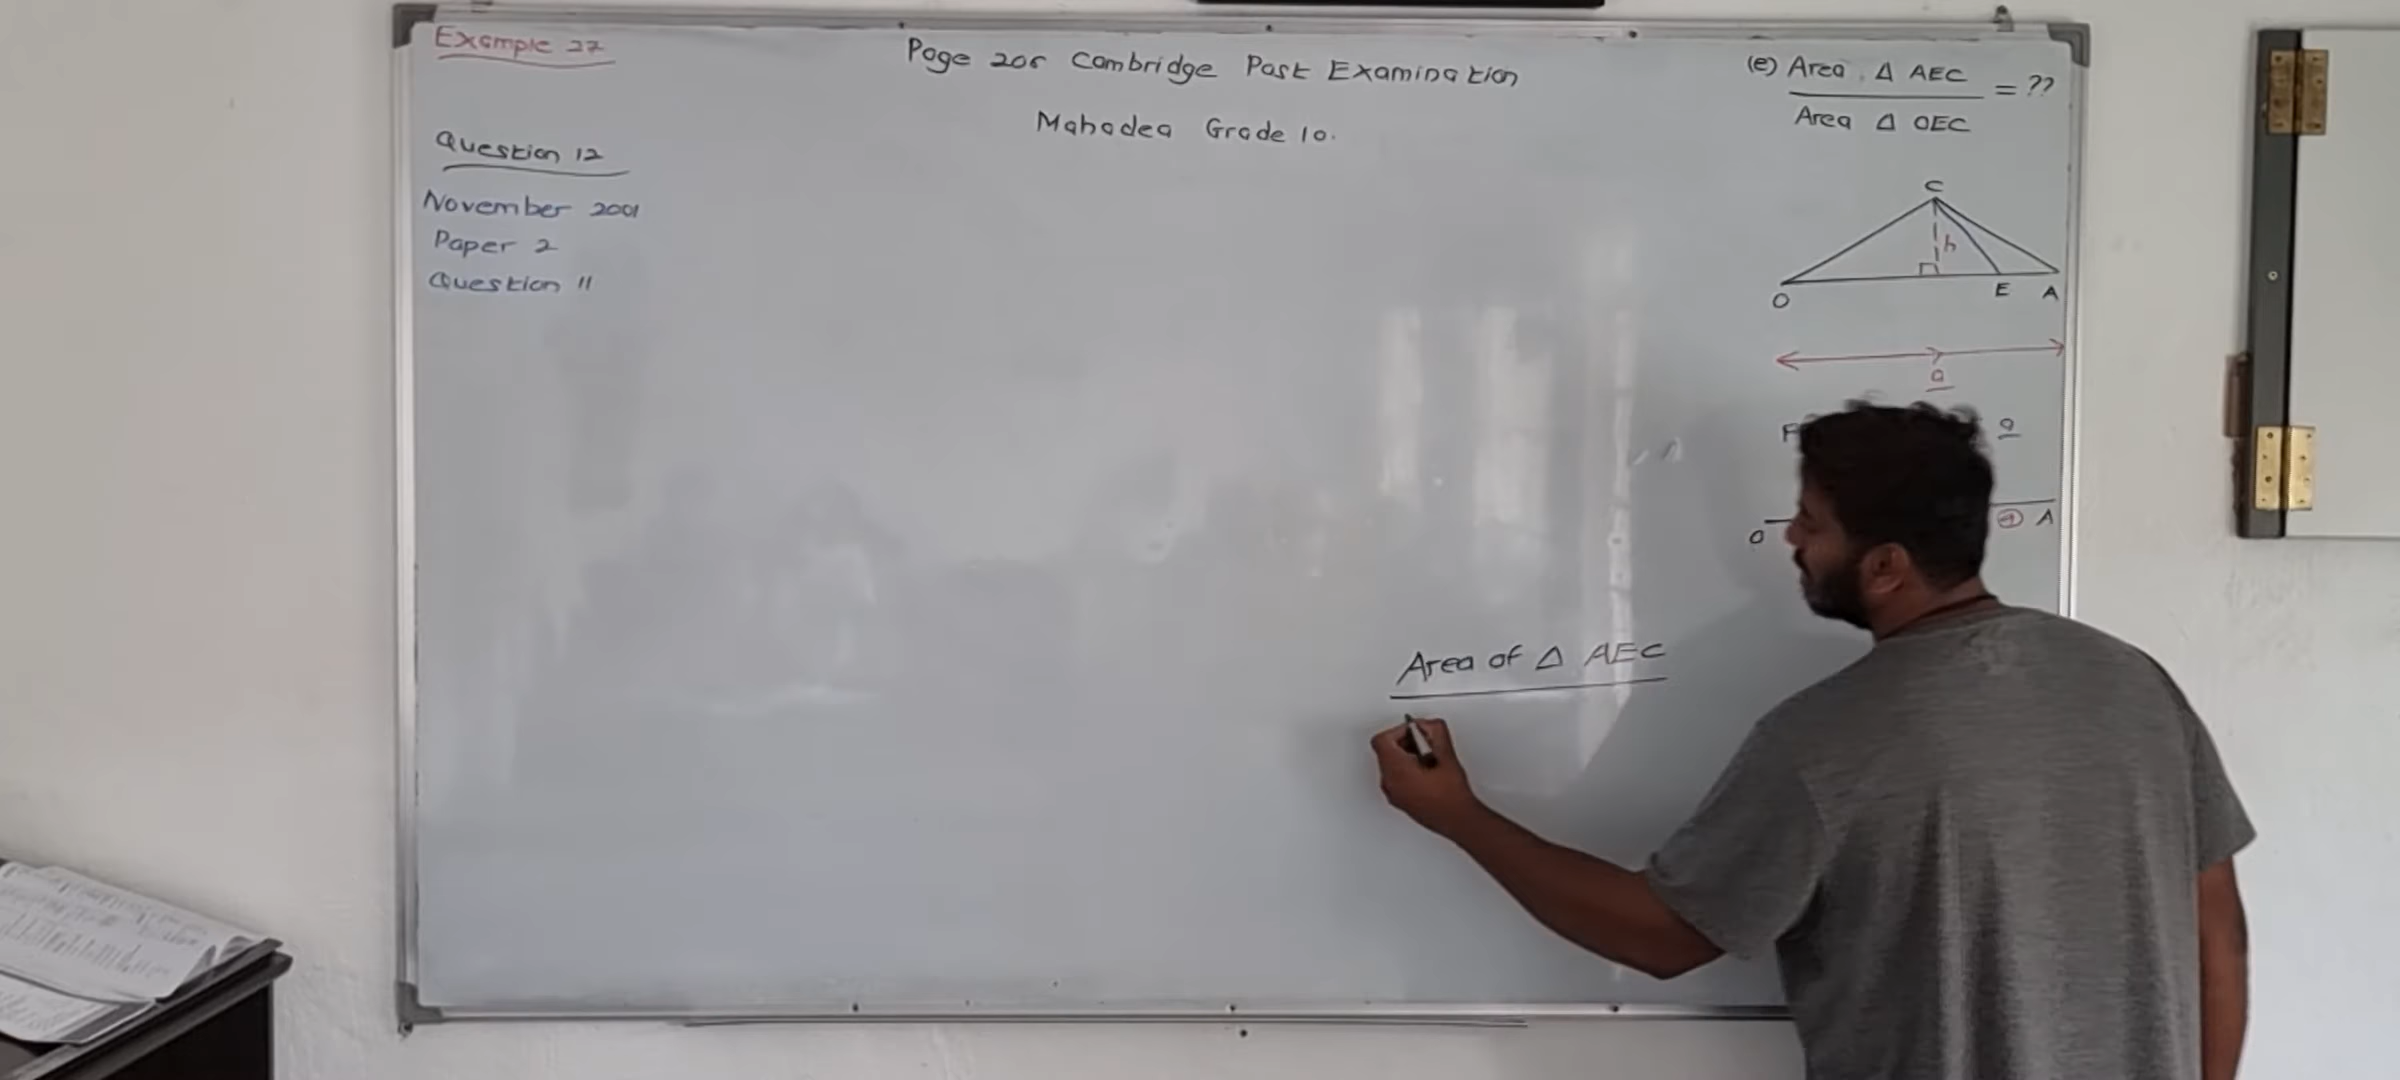 Example 27
Page 206 Cambridge Past Examination
Mahadea Grade 10.
Question 12
November 2001
Paper 2
Question 11
(e) Area Δ AEC
= ??
Area Δ OEC
C
h
O E A
a
a
O A
Area of Δ AEC